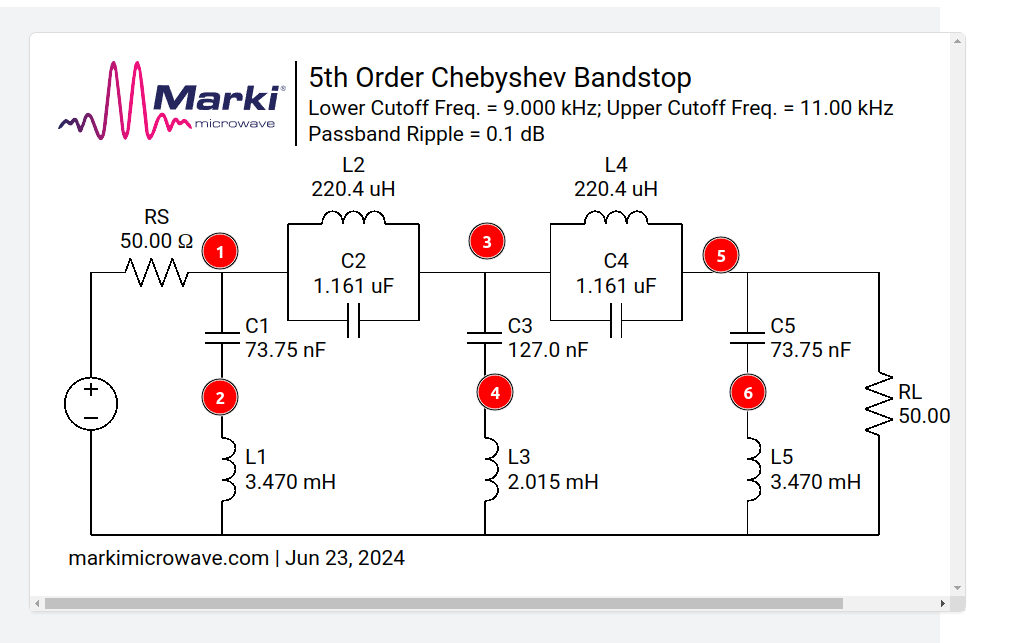 Marki®
microwave
5th Order Chebyshev Bandstop
Lower Cutoff Freq. = 9.000 kHz; Upper Cutoff Freq. = 11.00 kHz
Passband Ripple = 0.1 dB
L2
220.4 uH
L4
220.4 uH
RS
50.00 Ω
1
3
5
C2
1.161 uF
C4
1.161 uF
C1
73.75 nF
C3
127.0 nF
C5
73.75 nF
+
−
2
4
6
RL
50.00
L1
3.470 mH
L3
2.015 mH
L5
3.470 mH
markimicrowave.com | Jun 23, 2024